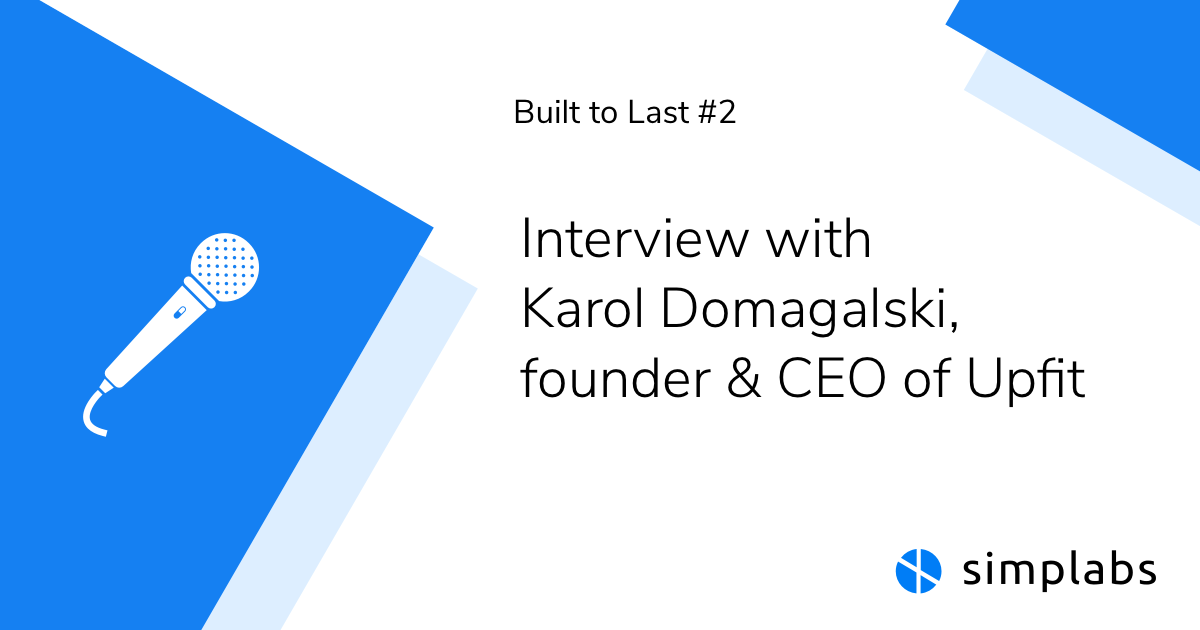 Built to Last #2
Interview with
Karol Domagalski,
founder & CEO of Upfit
simplabs